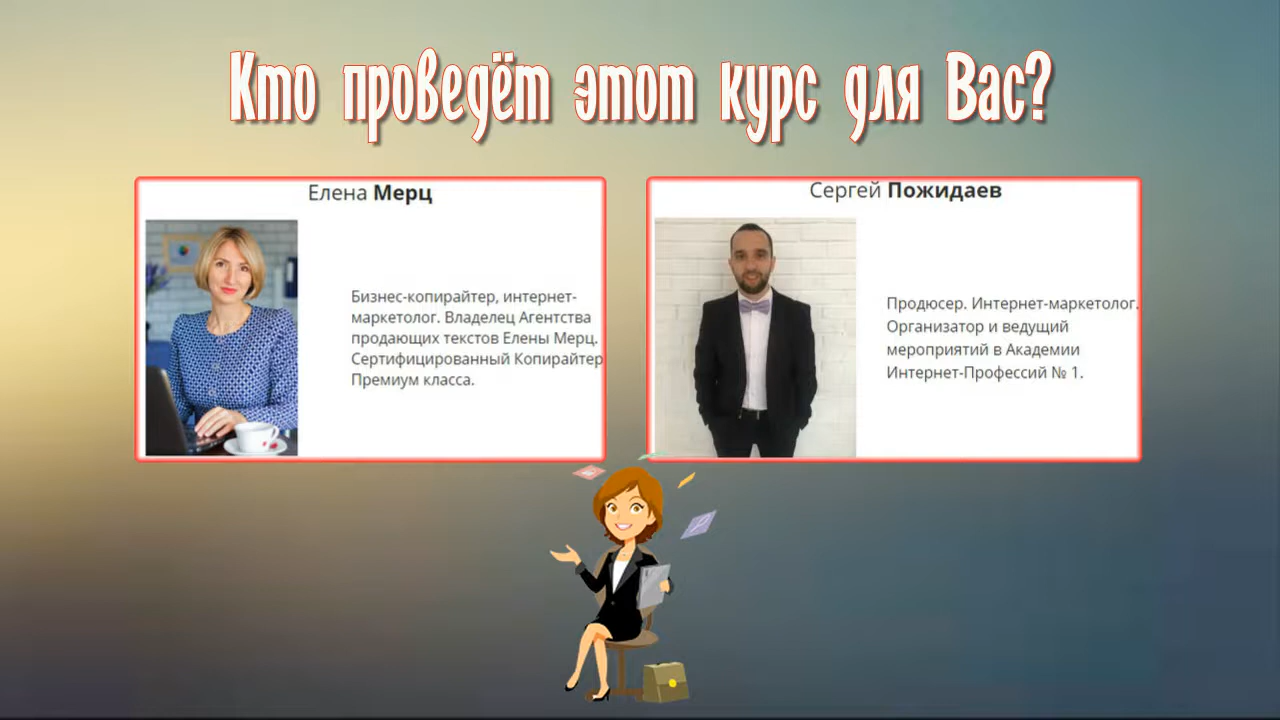 Кто проведёт этот курс для Вас?
Елена Мерц
Бизнес-копирайтер, интернет-
маркетолог. Владелец Агентства
продающих текстов Елены Мерц.
Сертифицированный Копирайтер
Премиум класса.
Сергей Пожидаев
Продюсер. Интернет-маркетолог.
Организатор и ведущий
мероприятий в Академии
Интернет-Профессий № 1.